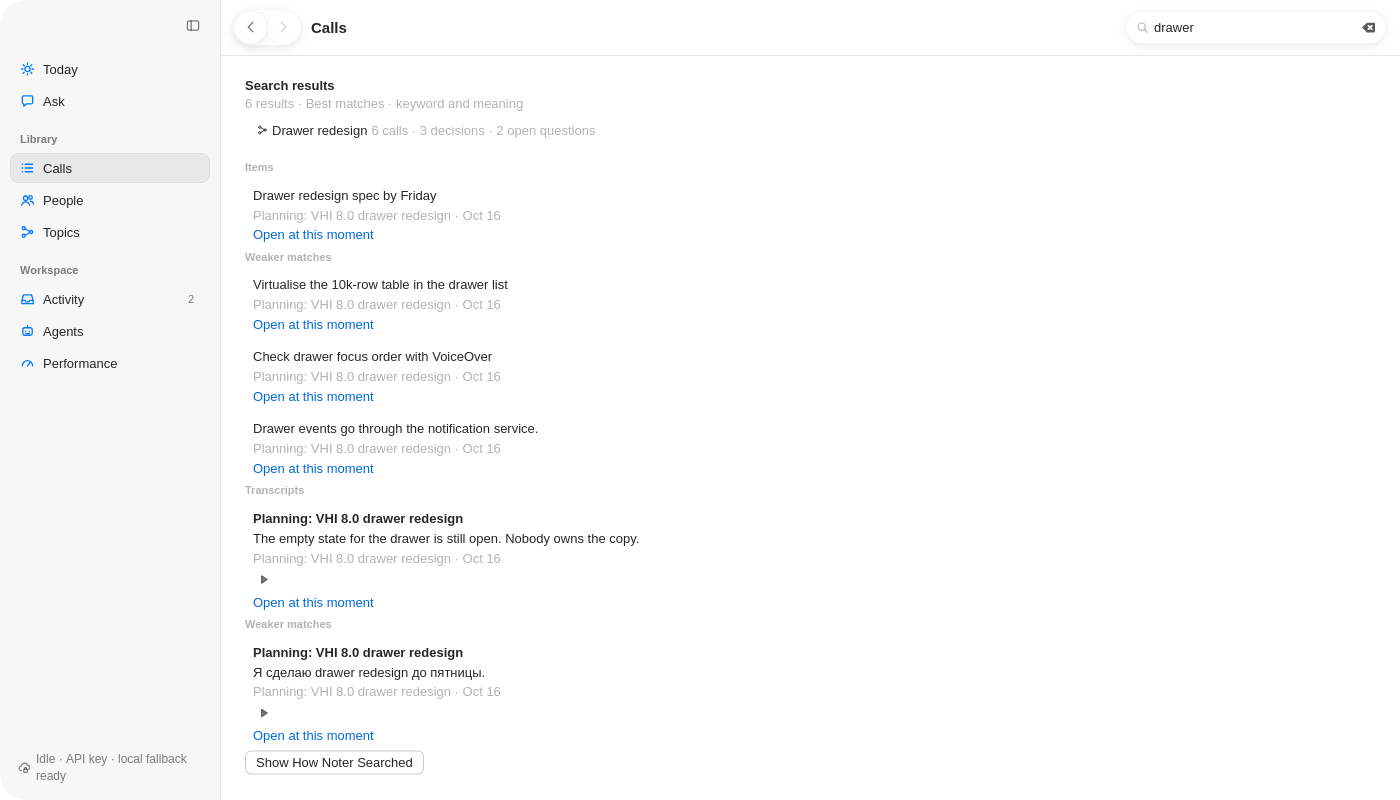 Calls
drawer
Today
Ask
Library
Calls
People
Topics
Workspace
Activity 2
Agents
Performance
Idle · API key · local fallback
ready
Search results
6 results · Best matches · keyword and meaning
Drawer redesign 6 calls · 3 decisions · 2 open questions
Items
Drawer redesign spec by Friday
Planning: VHI 8.0 drawer redesign · Oct 16
Open at this moment
Weaker matches
Virtualise the 10k-row table in the drawer list
Planning: VHI 8.0 drawer redesign · Oct 16
Open at this moment
Check drawer focus order with VoiceOver
Planning: VHI 8.0 drawer redesign · Oct 16
Open at this moment
Drawer events go through the notification service.
Planning: VHI 8.0 drawer redesign · Oct 16
Open at this moment
Transcripts
Planning: VHI 8.0 drawer redesign
The empty state for the drawer is still open. Nobody owns the copy.
Planning: VHI 8.0 drawer redesign · Oct 16
Open at this moment
Weaker matches
Planning: VHI 8.0 drawer redesign
Я сделаю drawer redesign до пятницы.
Planning: VHI 8.0 drawer redesign · Oct 16
Open at this moment
Show How Noter Searched